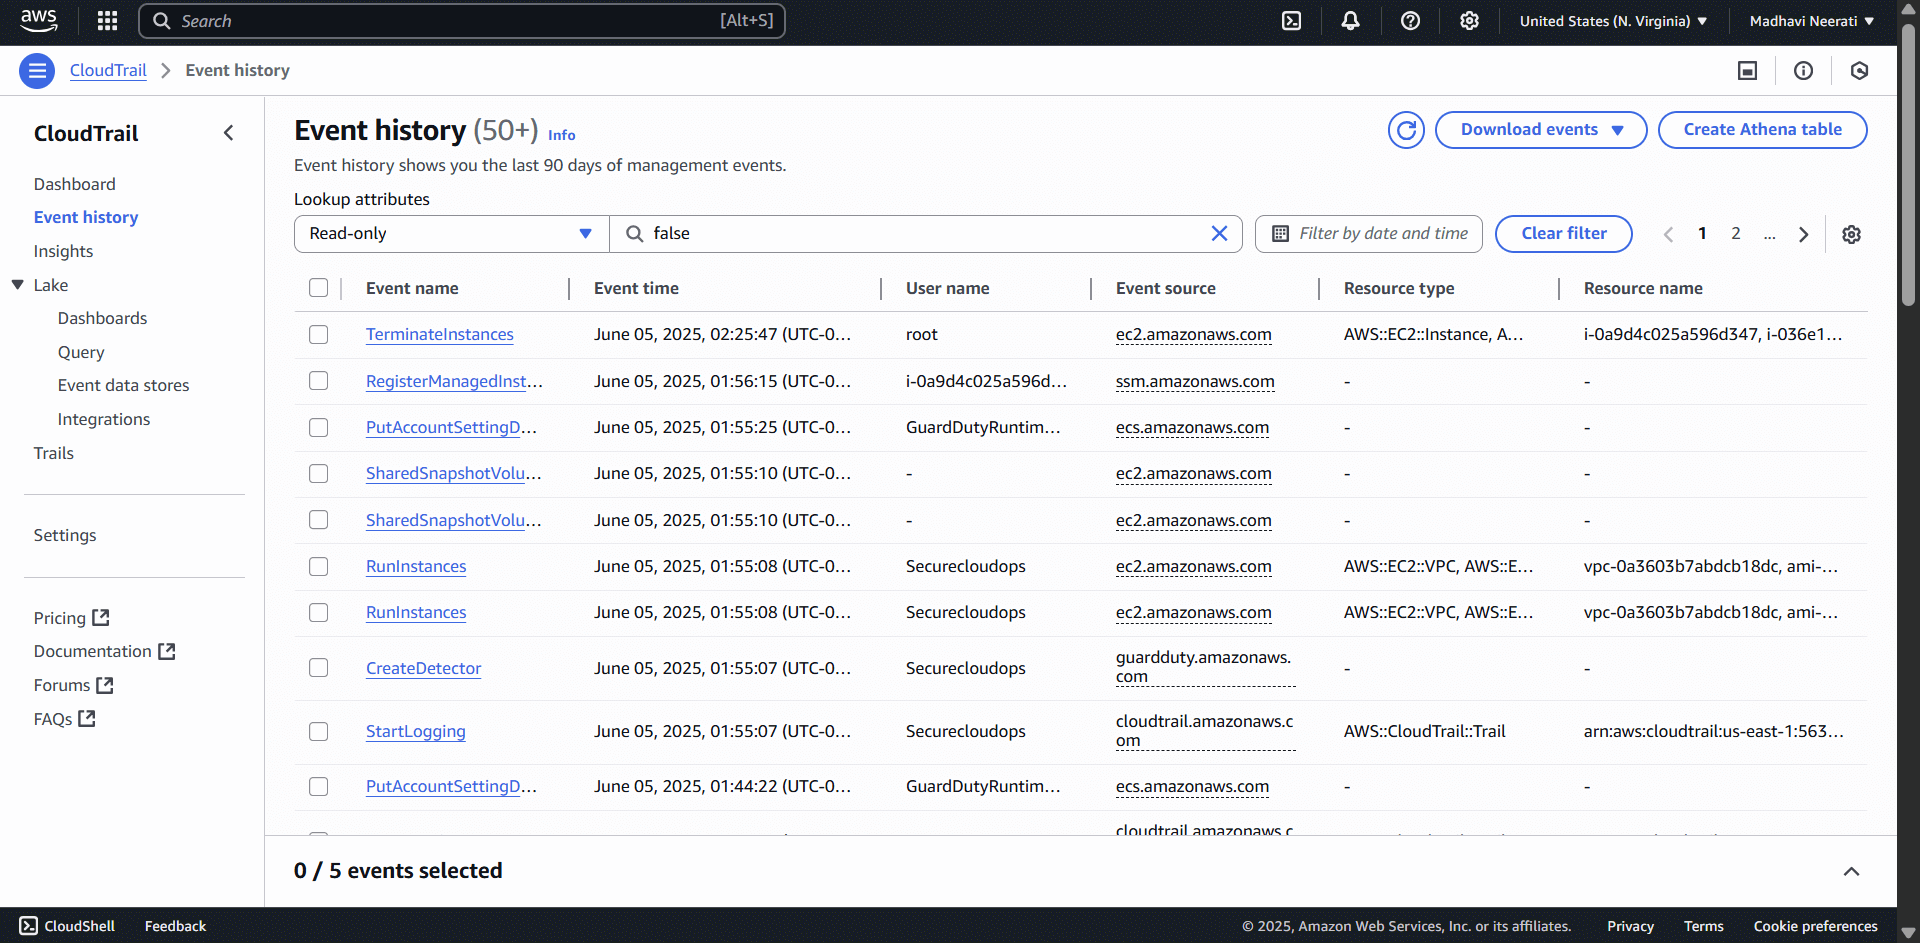 aws
Search [Alt+S]
United States (N. Virginia)
Madhavi Neerati
CloudTrail
Event history
CloudTrail
Dashboard
Event history
Insights
Lake
Dashboards
Query
Event data stores
Integrations
Trails
Settings
Pricing
Documentation
Forums
FAQs
Event history (50+) Info
Download events
Create Athena table
Event history shows you the last 90 days of management events.
Lookup attributes
Read-only
false
Filter by date and time
Clear filter
1 2 ...
Event name Event time User name Event source Resource type Resource name
TerminateInstances June 05, 2025, 02:25:47 (UTC-0... root ec2.amazonaws.com AWS::EC2::Instance, A... i-0a9d4c025a596d347, i-036e1...
RegisterManagedInst... June 05, 2025, 01:56:15 (UTC-0... i-0a9d4c025a596d... ssm.amazonaws.com - -
PutAccountSettingD... June 05, 2025, 01:55:25 (UTC-0... GuardDutyRuntim... ecs.amazonaws.com - -
SharedSnapshotVolu... June 05, 2025, 01:55:10 (UTC-0... - ec2.amazonaws.com - -
SharedSnapshotVolu... June 05, 2025, 01:55:10 (UTC-0... - ec2.amazonaws.com - -
RunInstances June 05, 2025, 01:55:08 (UTC-0... Securecloudops ec2.amazonaws.com AWS::EC2::VPC, AWS::E... vpc-0a3603b7abdcb18dc, ami-...
RunInstances June 05, 2025, 01:55:08 (UTC-0... Securecloudops ec2.amazonaws.com AWS::EC2::VPC, AWS::E... vpc-0a3603b7abdcb18dc, ami-...
CreateDetector June 05, 2025, 01:55:07 (UTC-0... Securecloudops guardduty.amazonaws. - -
com
StartLogging June 05, 2025, 01:55:07 (UTC-0... Securecloudops cloudtrail.amazonaws.c AWS::CloudTrail::Trail arn:aws:cloudtrail:us-east-1:563...
om
PutAccountSettingD... June 05, 2025, 01:44:22 (UTC-0... GuardDutyRuntim... ecs.amazonaws.com - -
cloudtrail.amazonaws.c
0 / 5 events selected
CloudShell
Feedback
© 2025, Amazon Web Services, Inc. or its affiliates.
Privacy
Terms
Cookie preferences